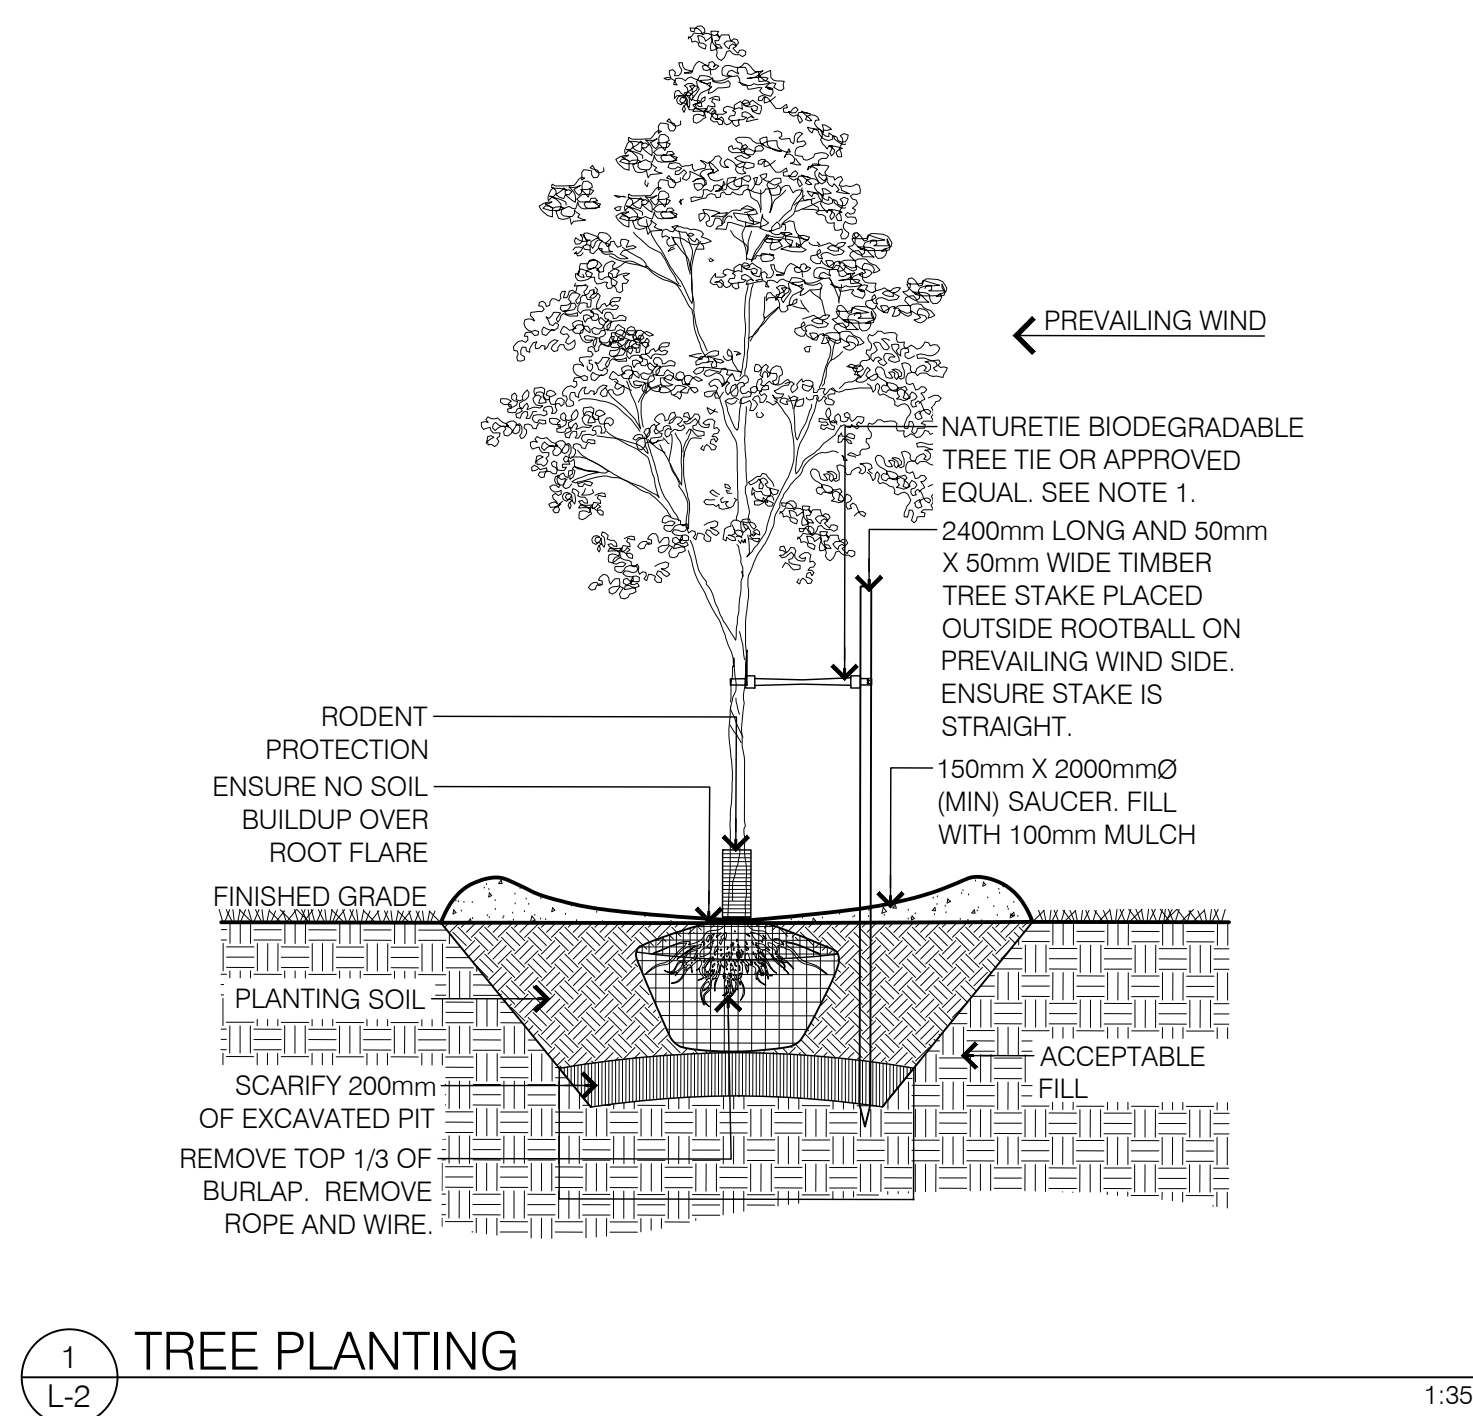 PREVAILING WIND
NATURETIE BIODEGRADABLE
TREE TIE OR APPROVED
EQUAL. SEE NOTE 1.
2400mm LONG AND 50mm
X 50mm WIDE TIMBER
TREE STAKE PLACED
OUTSIDE ROOTBALL ON
PREVAILING WIND SIDE.
ENSURE STAKE IS
STRAIGHT.
150mm X 2000mmØ
(MIN) SAUCER. FILL
WITH 100mm MULCH
RODENT
PROTECTION
ENSURE NO SOIL
BUILDUP OVER
ROOT FLARE
FINISHED GRADE
PLANTING SOIL
SCARIFY 200mm
OF EXCAVATED PIT
REMOVE TOP 1/3 OF
BURLAP. REMOVE
ROPE AND WIRE.
ACCEPTABLE
FILL
1
L-2
TREE PLANTING
1:35